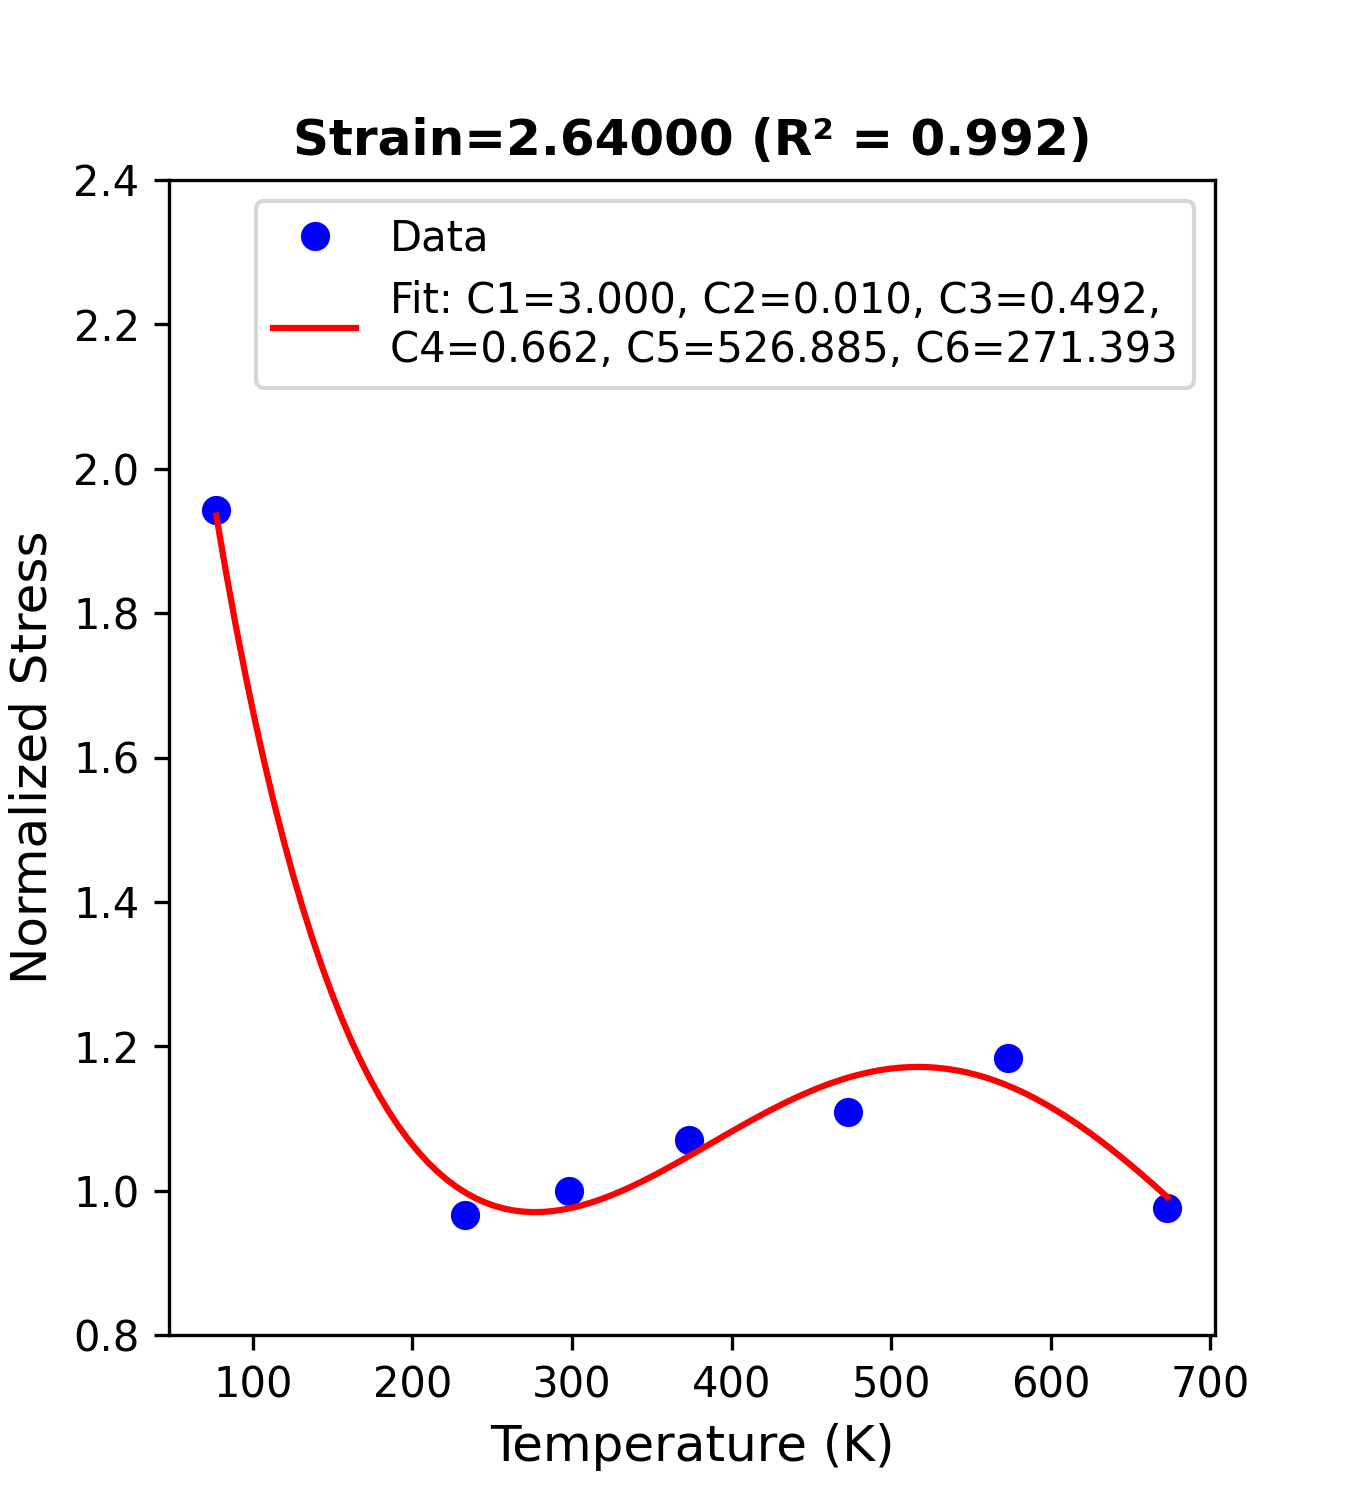 Strain=2.64000 (R² = 0.992)
Data
Fit: C1=3.000, C2=0.010, C3=0.492,
C4=0.662, C5=526.885, C6=271.393
2.4
2.2
2.0
1.8
1.6
1.4
1.2
1.0
0.8
Normalized Stress
100 200 300 400 500 600 700
Temperature (K)